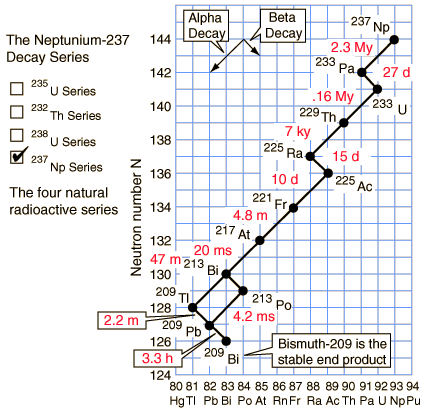 The Neptunium-237
Decay Series
235 U Series
232 Th Series
238 U Series
237 Np Series
The four natural
radioactive series
Neutron number N
144
142
140
138
136
134
132
130
128
126
124
Alpha
Decay
Beta
Decay
237 Np
2.3 My
233 Pa
27 d
.16 My
233 U
229 Th
7 ky
225 Ra
15 d
10 d
225 Ac
221 Fr
4.8 m
217 At
20 ms
47 m
213 Bi
209 Tl
213 Po
4.2 ms
2.2 m
209 Pb
3.3 h
209 Bi
Bismuth-209 is the
stable end product
80 81 82 83 84 85 86 87 88 89 90 91 92 93 94
Hg Tl Pb Bi Po At Rn Fr Ra Ac Th Pa U Np Pu